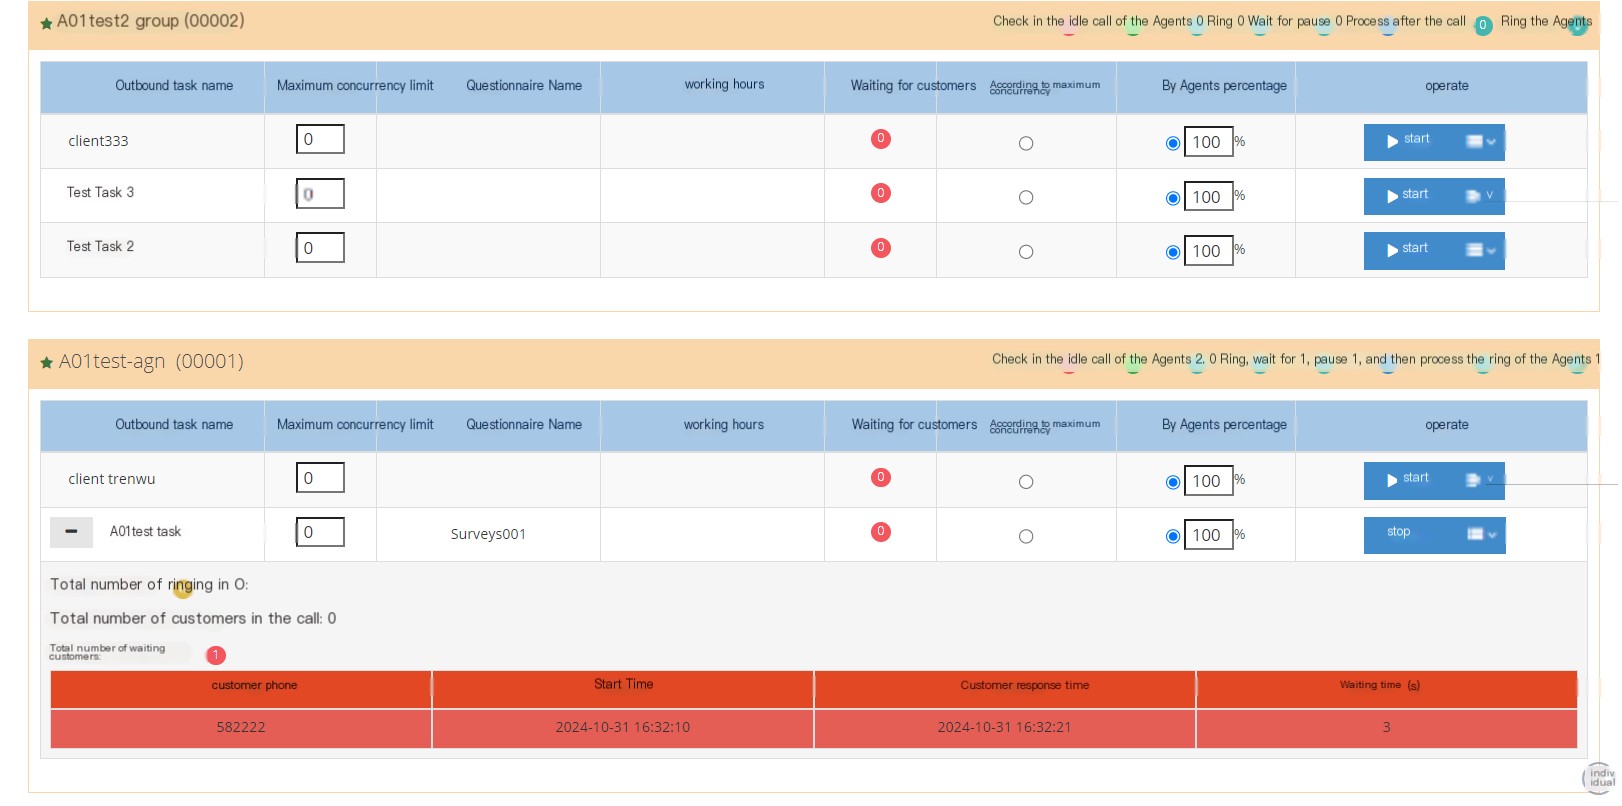 A01test2 group (00002)
Check in the idle call of the Agents 0 Ring 0 Wait for pause 0 Process after the call 0 Ring the Agents
Outbound task name Maximum concurrency limit Questionnaire Name working hours Waiting for customers According to maximum concurrency By Agents percentage operate
client333 0 0 100 % start
Test Task 3 0 0 100 % start
Test Task 2 0 0 100 % start
A01test-agn (00001)
Check in the idle call of the Agents 2. 0 Ring, wait for 1, pause 1, and then process the ring of the Agents 1
Outbound task name Maximum concurrency limit Questionnaire Name working hours Waiting for customers According to maximum concurrency By Agents percentage operate
client trenwu 0 0 100 % start
A01test task 0 Surveys001 0 100 % stop
Total number of ringing in 0:
Total number of customers in the call: 0
Total number of waiting
customers: 1
customer phone Start Time Customer response time Waiting time (s)
582222 2024-10-31 16:32:10 2024-10-31 16:32:21 3
indiv
idual